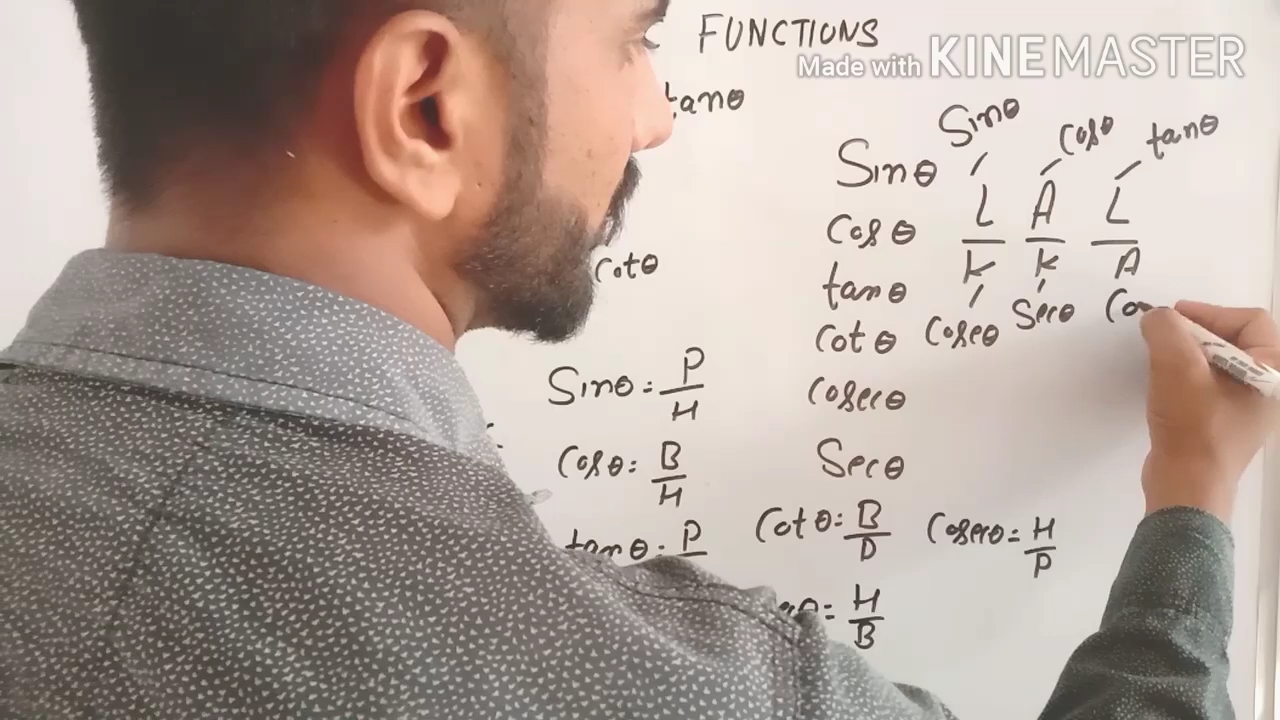 FUNCTIONS
Made with KINEMASTER
tanθ
Sinθ Cosθ tanθ
Sinθ
L A L
Cosθ
K K A
cotθ
tanθ
Cosecθ Secθ
Cotθ
Sinθ = P/H
Cosecθ
Cosθ = B/H
Secθ
tanθ = P
Cotθ = B/P
Cosecθ = H/P
= H/B